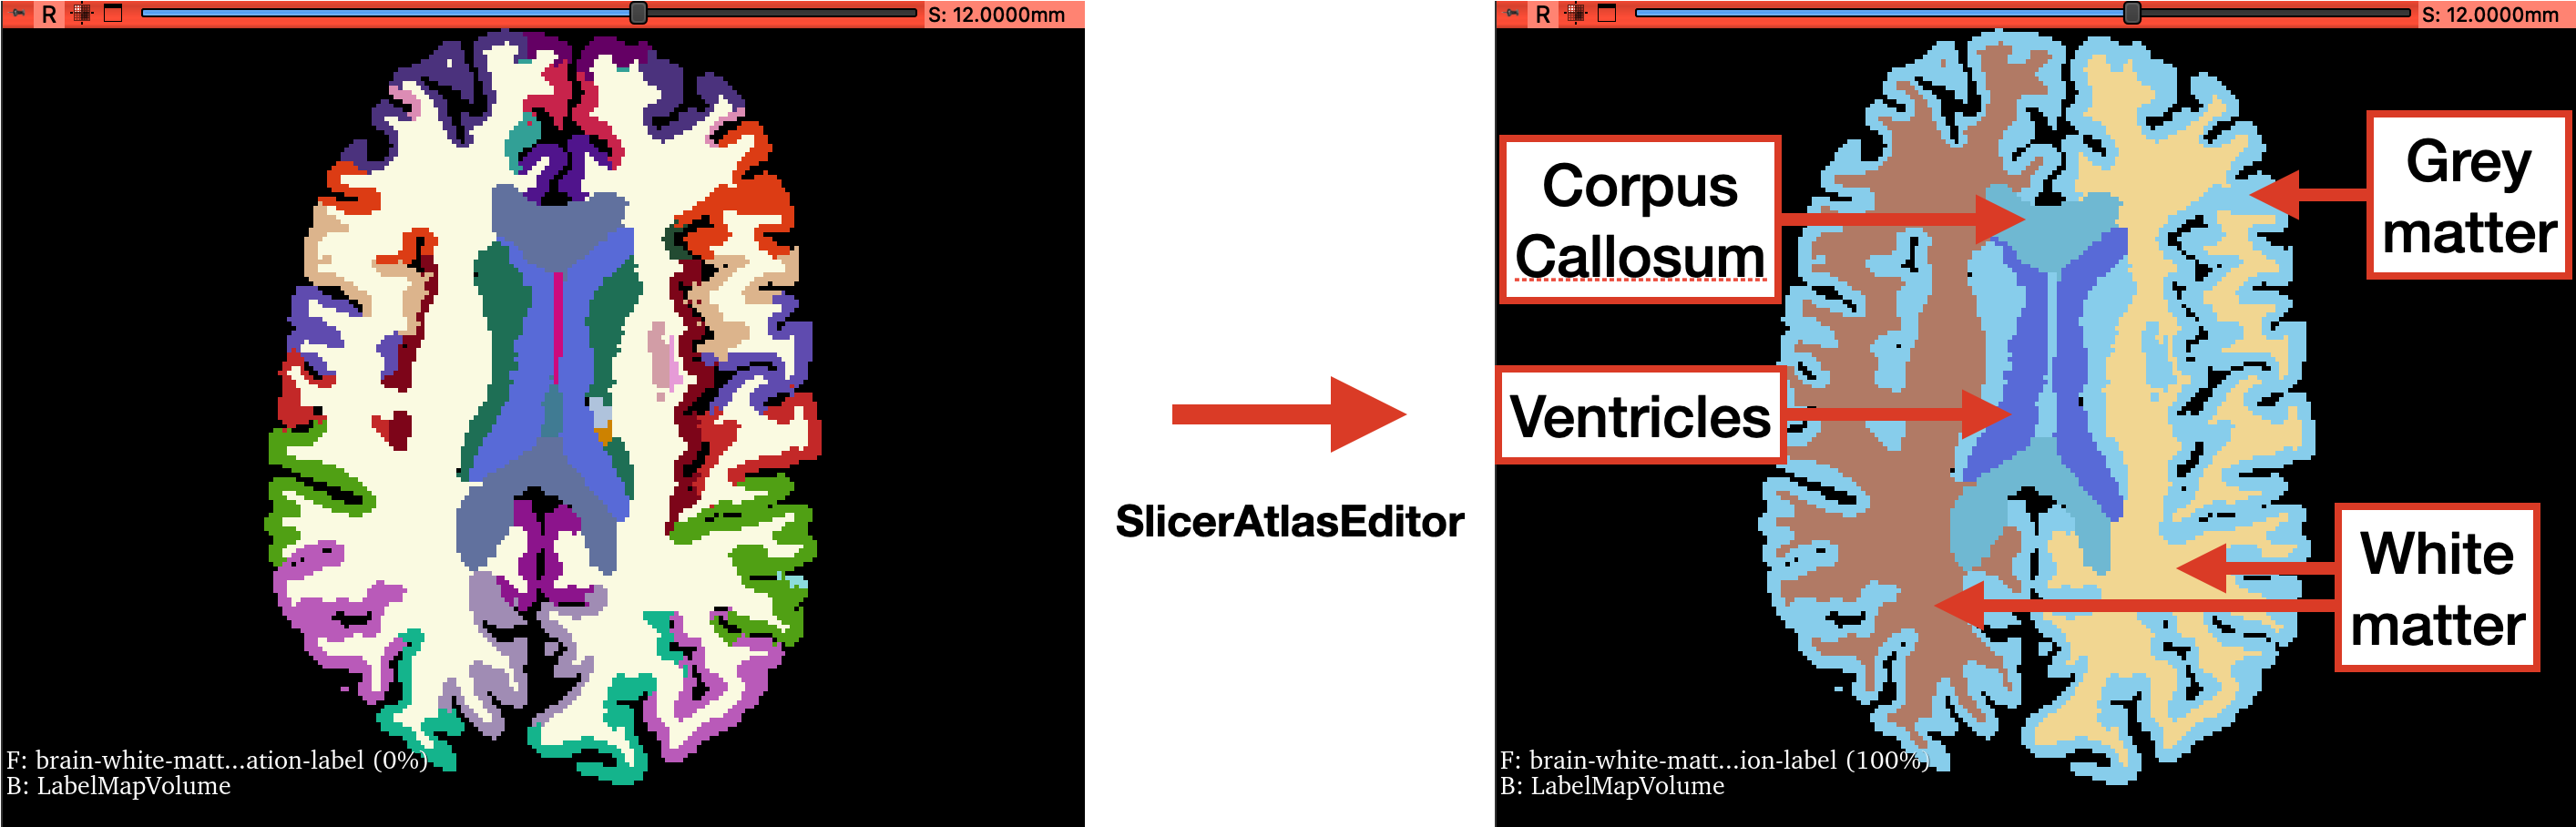 R
S: 12.0000mm
F: brain-white-matt...ation-label (0%)
B: LabelMapVolume
SlicerAtlasEditor
R
S: 12.0000mm
Corpus
Callosum
Ventricles
Grey
matter
White
matter
F: brain-white-matt...ion-label (100%)
B: LabelMapVolume